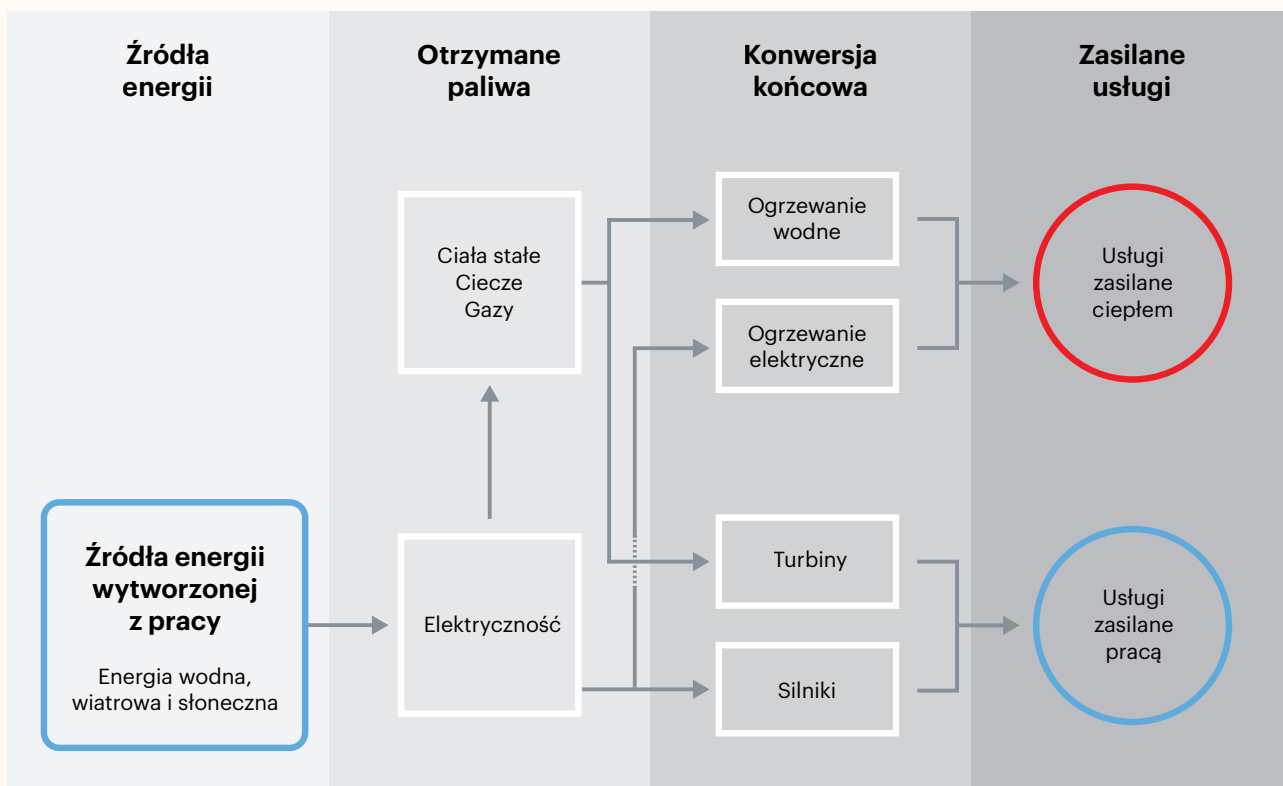 Źródła
energii
Otrzymane
paliwa
Konwersja
końcowa
Zasilane
usługi
Ciała stałe
Ciecze
Gazy
Ogrzewanie
wodne
Ogrzewanie
elektryczne
Usługi
zasilane
ciepłem
Źródła energii
wytworzonej
z pracy
Energia wodna,
wiatrowa i słoneczna
Elektryczność
Turbiny
Silniki
Usługi
zasilane
pracą